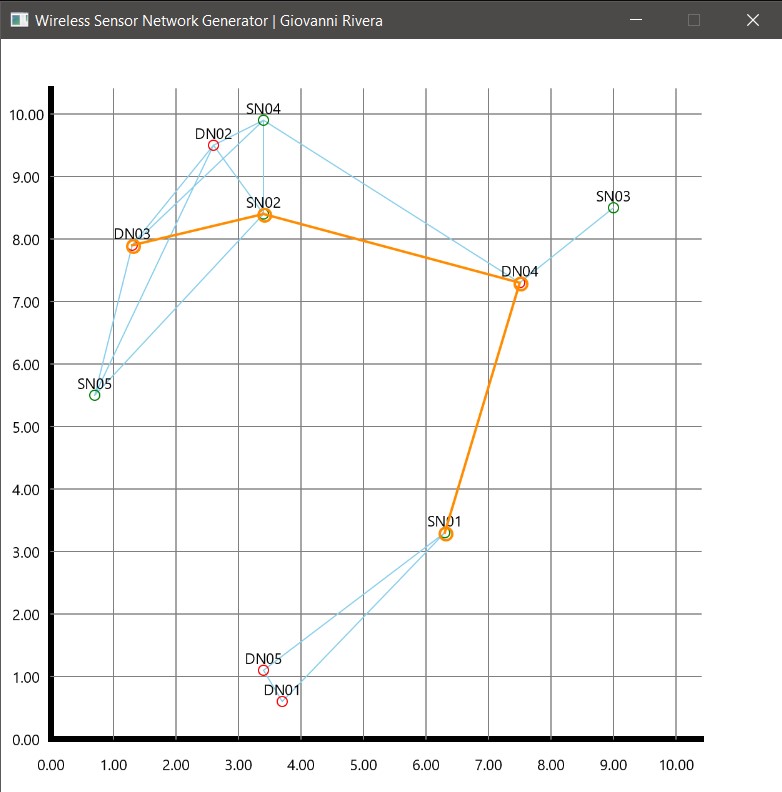 Wireless Sensor Network Generator | Giovanni Rivera
10.00
SN04
DN02
9.00
SN03
SN02
8.00
DN03
DN04
7.00
6.00
SN05
5.00
4.00
SN01
3.00
2.00
DN05
1.00
DN01
0.00
0.00 1.00 2.00 3.00 4.00 5.00 6.00 7.00 8.00 9.00 10.00